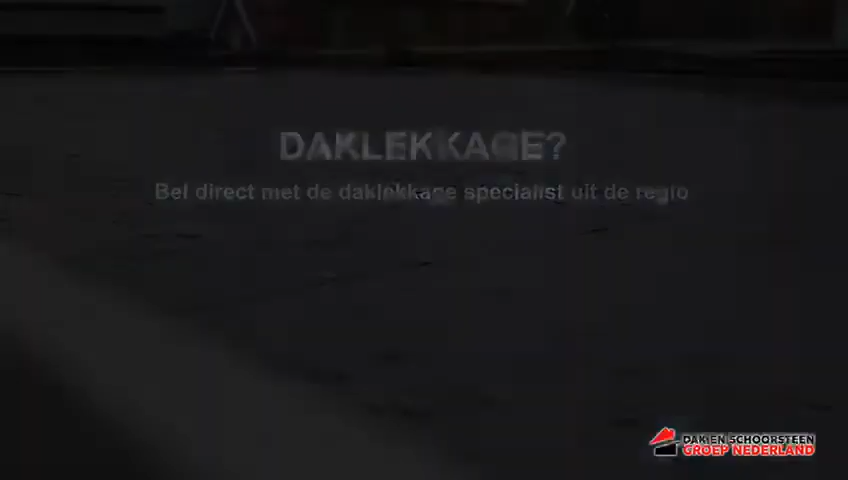 DAKLEKKAGE?
Bel direct met de daklekkage specialist uit de regio
DAK EN SCHOORSTEEN
GROEP NEDERLAND